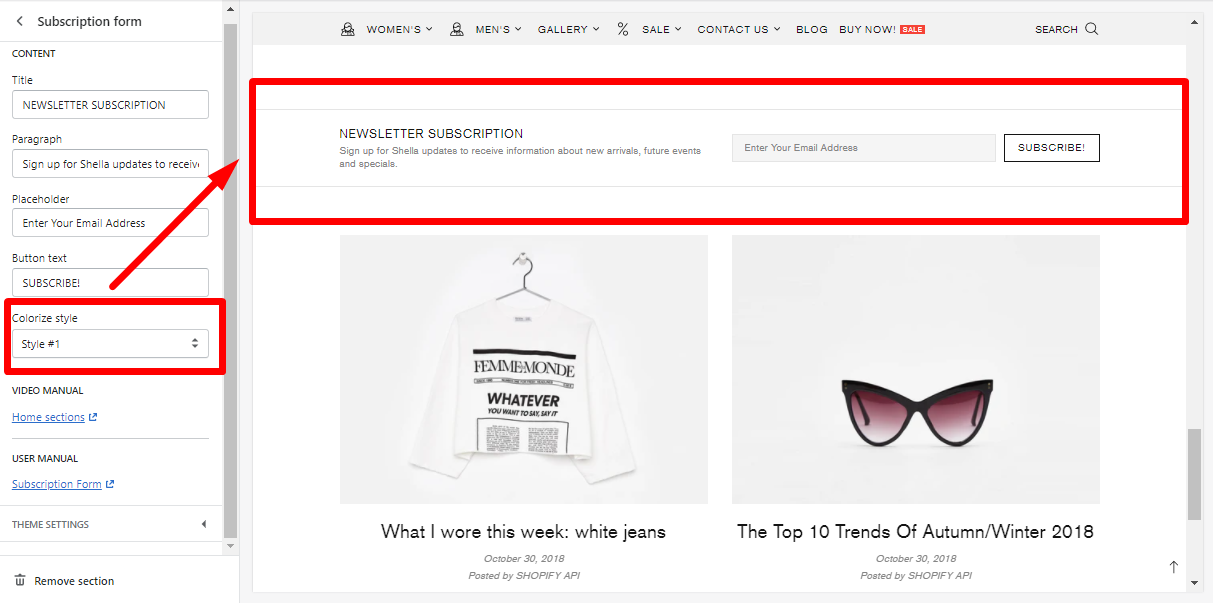 Subscription form
CONTENT
Title
NEWSLETTER SUBSCRIPTION
Paragraph
Sign up for Shella updates to receive
Placeholder
Enter Your Email Address
Button text
SUBSCRIBE!
Colorize style
Style #1
VIDEO MANUAL
Home sections
USER MANUAL
Subscription Form
THEME SETTINGS
Remove section
WOMEN'S MEN'S GALLERY % SALE CONTACT US BLOG BUY NOW! SALE SEARCH
NEWSLETTER SUBSCRIPTION
Sign up for Shella updates to receive information about new arrivals, future events
and specials.
Enter Your Email Address
SUBSCRIBE!
FEMME DU MONDE
WHATEVER
YOU WANT TO SAY, SAY IT
What I wore this week: white jeans
October 30, 2018
Posted by SHOPIFY API
The Top 10 Trends Of Autumn/Winter 2018
October 30, 2018
Posted by SHOPIFY API